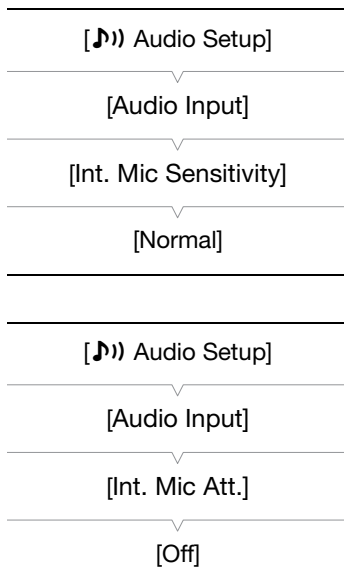 [♪)) Audio Setup]
[Audio Input]
[Int. Mic Sensitivity]
[Normal]
[♪)) Audio Setup]
[Audio Input]
[Int. Mic Att.]
[Off]